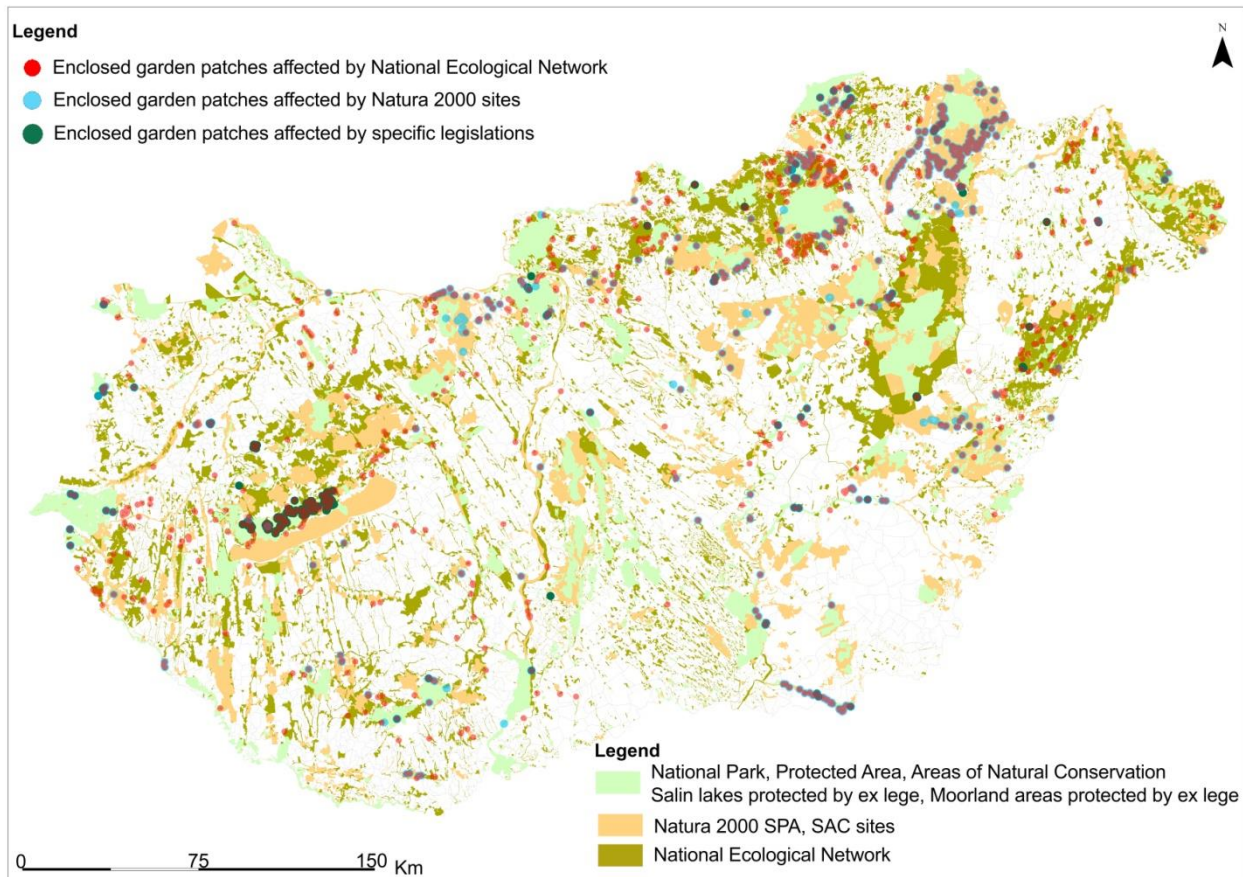 Legend
Enclosed garden patches affected by National Ecological Network
Enclosed garden patches affected by Natura 2000 sites
Enclosed garden patches affected by specific legislations
N
Legend
National Park, Protected Area, Areas of Natural Conservation
Salin lakes protected by ex lege, Moorland areas protected by ex lege
Natura 2000 SPA, SAC sites
National Ecological Network
0 75 150 Km